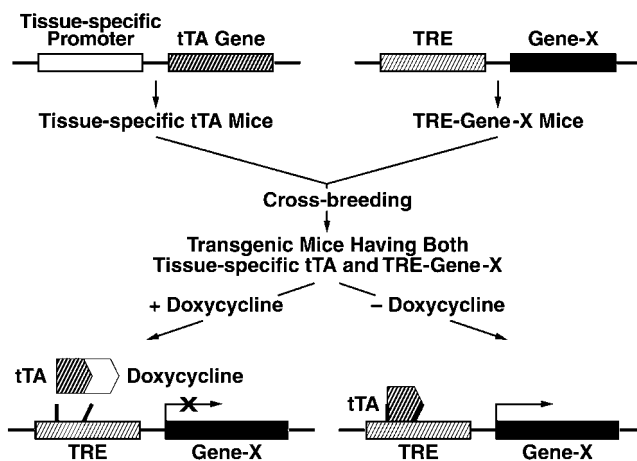 Tissue-specific
Promoter
tTA Gene
TRE
Gene-X
Tissue-specific tTA Mice
TRE-Gene-X Mice
Cross-breeding
Transgenic Mice Having Both
Tissue-specific tTA and TRE-Gene-X
+ Doxycycline
− Doxycycline
tTA
Doxycycline
X
TRE
Gene-X
tTA
TRE
Gene-X